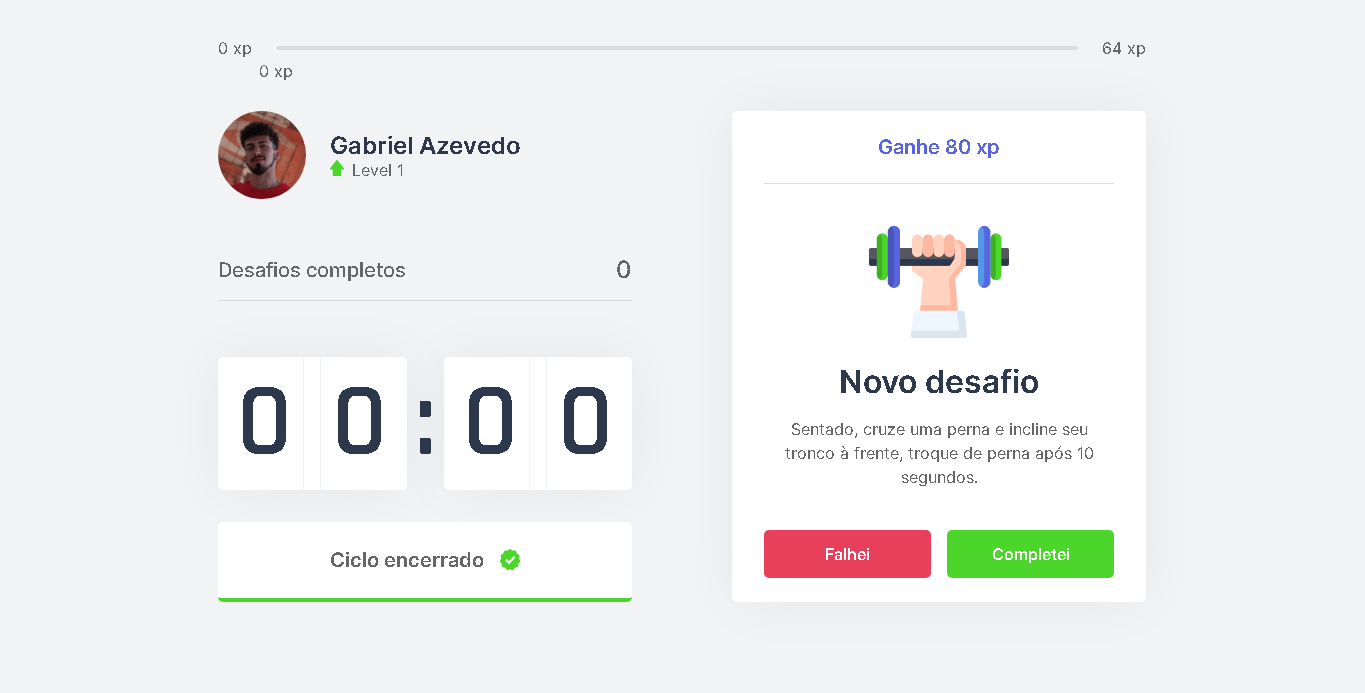 0 xp
64 xp
0 xp
Gabriel Azevedo
Level 1
Desafios completos
0
00:00
Ciclo encerrado
Ganhe 80 xp
Novo desafio
Sentado, cruze uma perna e incline seu
tronco à frente, troque de perna após 10
segundos.
Falhei
Completei